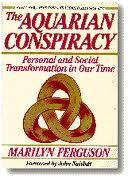 The
AQUARIAN
CONSPIRACY
Personal and Social
Transformation in Our Time
MARILYN FERGUSON
Foreword by John Naisbitt